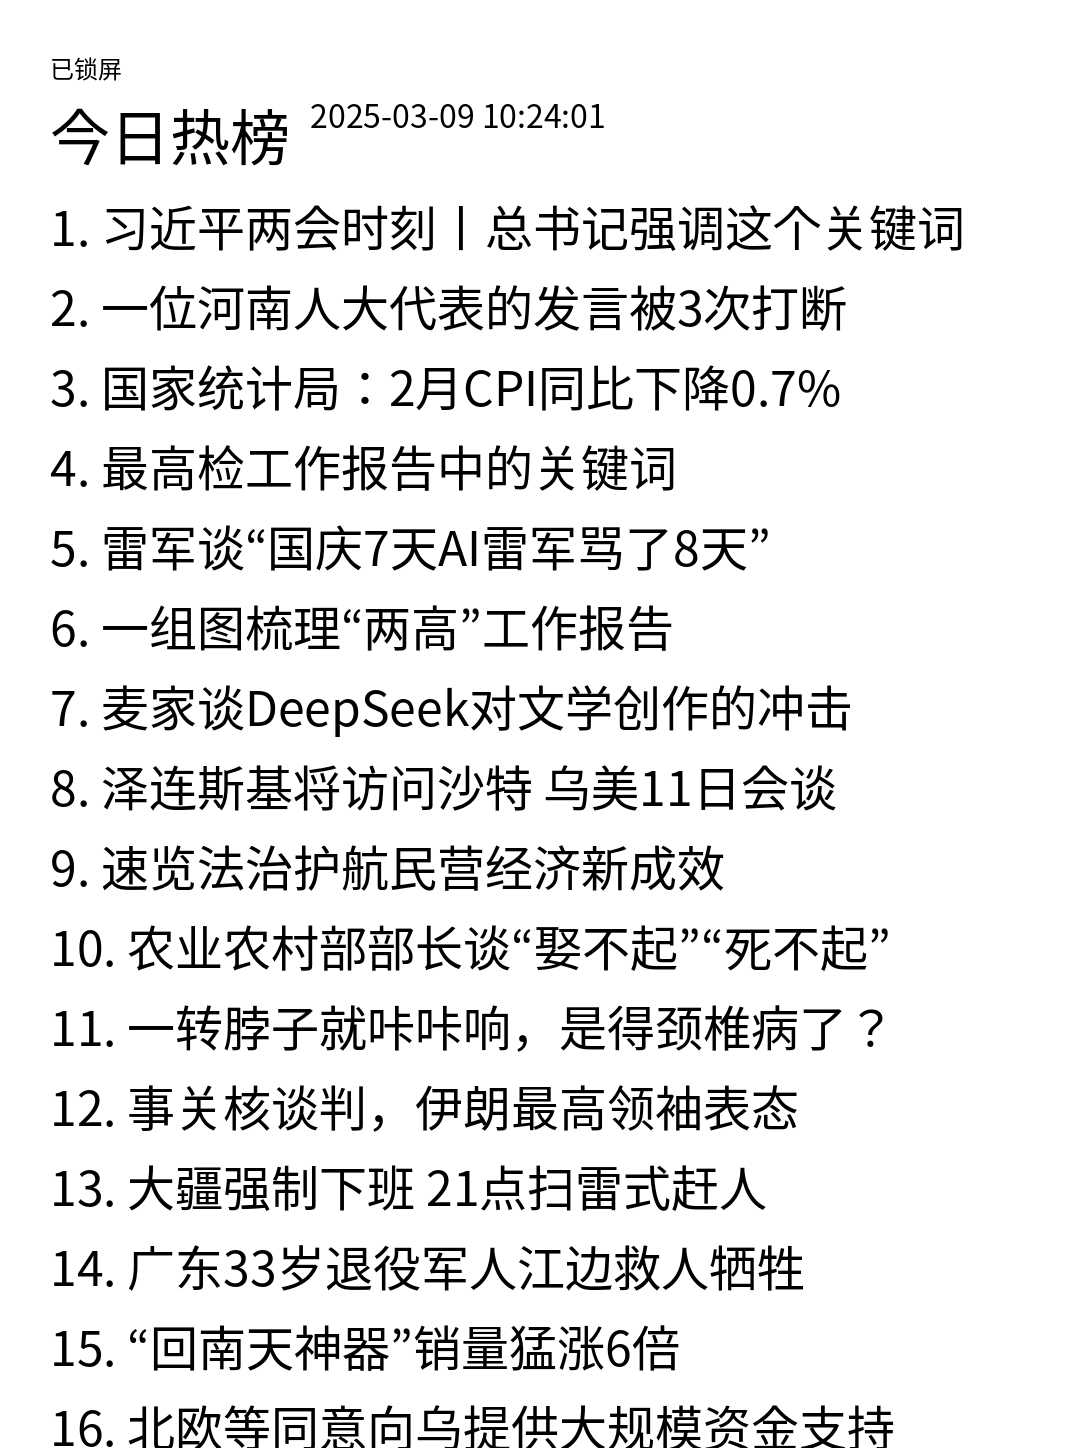 已锁屏
今日热榜 2025-03-09 10:24:01
1. 习近平两会时刻丨总书记强调这个关键词
2. 一位河南人大代表的发言被3次打断
3. 国家统计局：2月CPI同比下降0.7%
4. 最高检工作报告中的关键词
5. 雷军谈“国庆7天AI雷军骂了8天”
6. 一组图梳理“两高”工作报告
7. 麦家谈DeepSeek对文学创作的冲击
8. 泽连斯基将访问沙特 乌美11日会谈
9. 速览法治护航民营经济新成效
10. 农业农村部部长谈“娶不起”“死不起”
11. 一转脖子就咔咔响，是得颈椎病了？
12. 事关核谈判，伊朗最高领袖表态
13. 大疆强制下班 21点扫雷式赶人
14. 广东33岁退役军人江边救人牺牲
15. “回南天神器”销量猛涨6倍
16. 北欧等同意向乌提供大规模资金支持